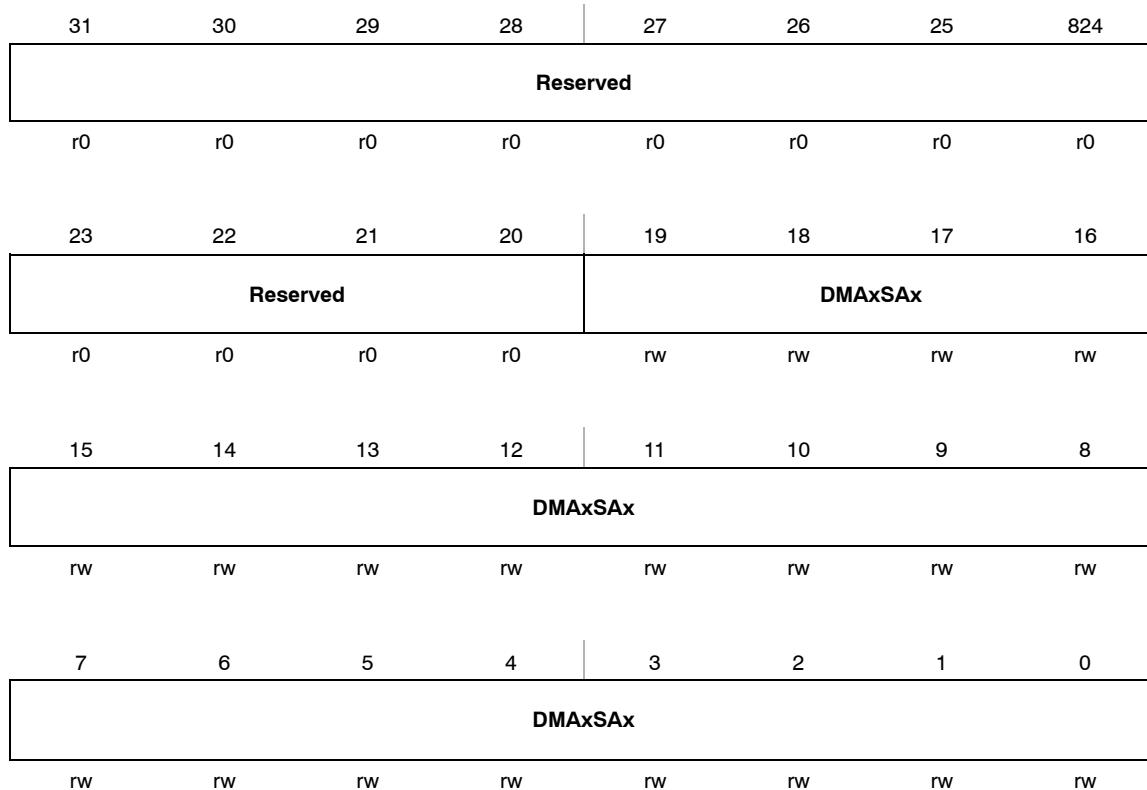 31 30 29 28 27 26 25 824
Reserved
r0 r0 r0 r0 r0 r0 r0 r0
23 22 21 20 19 18 17 16
Reserved DMAxSAx
r0 r0 r0 r0 rw rw rw rw
15 14 13 12 11 10 9 8
DMAxSAx
rw rw rw rw rw rw rw rw
7 6 5 4 3 2 1 0
DMAxSAx
rw rw rw rw rw rw rw rw